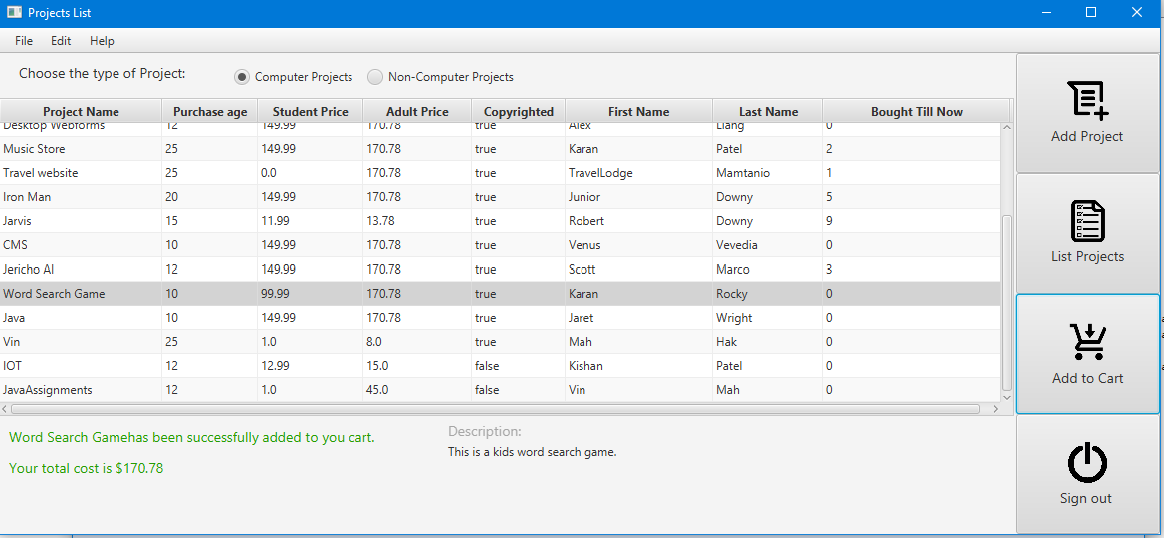 Projects List
File Edit Help
Choose the type of Project: Computer Projects Non-Computer Projects
Project Name Purchase age Student Price Adult Price Copyrighted First Name Last Name Bought Till Now
Desktop Webforms 12 149.99 170.78 true Alex Liang 0
Music Store 25 149.99 170.78 true Karan Patel 2
Travel website 25 0.0 170.78 true TravelLodge Mamtanio 1
Iron Man 20 149.99 170.78 true Junior Downy 5
Jarvis 15 11.99 13.78 true Robert Downy 9
CMS 10 149.99 170.78 true Venus Vevedia 0
Jericho AI 12 149.99 170.78 true Scott Marco 3
Word Search Game 10 99.99 170.78 true Karan Rocky 0
Java 10 149.99 170.78 true Jaret Wright 0
Vin 25 1.0 8.0 true Mah Hak 0
IOT 12 12.99 15.0 false Kishan Patel 0
JavaAssignments 12 1.0 45.0 false Vin Mah 0
Word Search Gamehas been successfully added to you cart.
Your total cost is $170.78
Description:
This is a kids word search game.
Add Project
List Projects
Add to Cart
Sign out